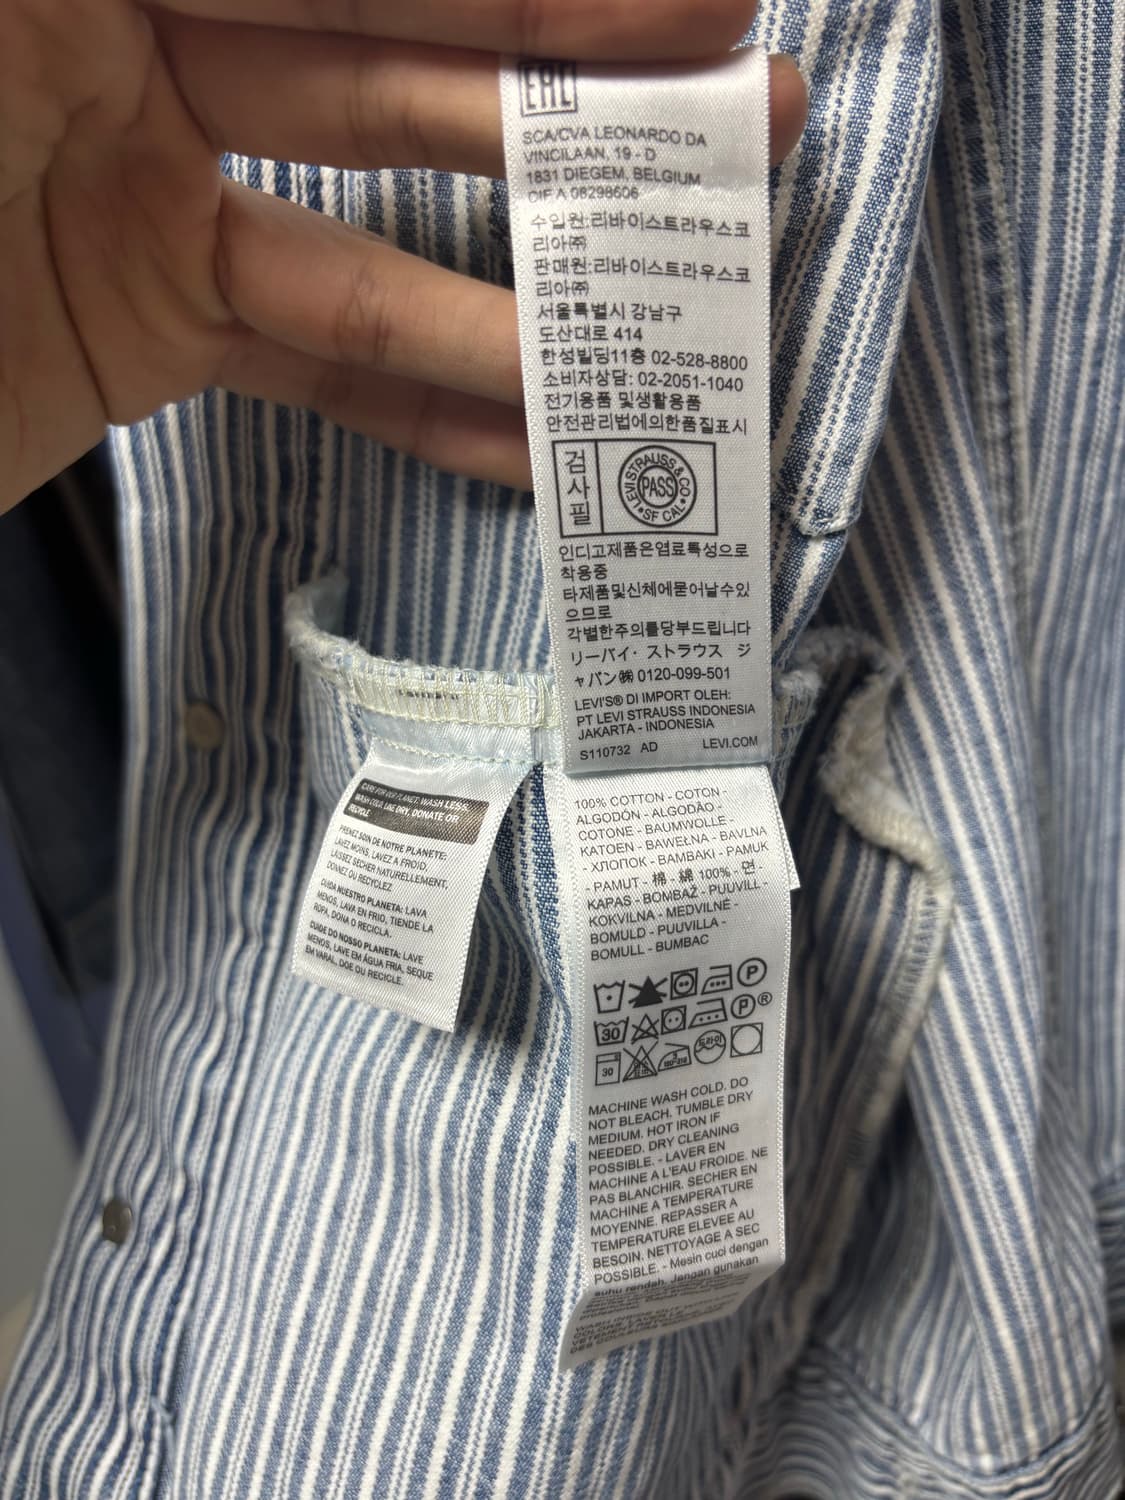 EAC
SCA/CVA LEONARDO DA
VINCILAAN, 19 - D
1831 DIEGEM, BELGIUM
CIF A 08298606
수입원:리바이스트라우스코
리아㈜
판매원:리바이스트라우스코
리아㈜
서울특별시 강남구
도산대로 414
한성빌딩11층 02-528-8800
소비자상담: 02-2051-1040
전기용품 및생활용품
안전관리법에의한품질표시
검사필
LEVI STRAUSS & CO
PASS
SF CAL
인디고제품은염료특성으로
착용중
타제품및신체에묻어날수있
으므로
각별한주의를당부드립니다
リーバイ・ ストラウス ジ
ャパン㈱ 0120-099-501
LEVI'S® DI IMPORT OLEH:
PT LEVI STRAUSS INDONESIA
JAKARTA - INDONESIA
S110732 AD LEVI.COM
CARE FOR OUR PLANET: WASH LESS,
WASH COLD, LINE DRY, DONATE OR
RECYCLE
PRENEZ SOIN DE NOTRE PLANETE:
LAVEZ MOINS, LAVEZ A FROID,
LAISSEZ SECHER NATURELLEMENT,
DONNEZ OU RECYCLEZ.
CUIDA NUESTRO PLANETA: LAVA
MENOS, LAVA EN FRIO, TIENDE LA
ROPA, DONA O RECICLA.
CUIDE DO NOSSO PLANETA: LAVE
MENOS, LAVE EM ÁGUA FRIA, SEQUE
EM VARAL, DOE OU RECICLE.
100% COTTON - COTON -
ALGODÓN - ALGODÃO -
COTONE - BAUMWOLLE -
KATOEN - BAWEŁNA - BAVLNA
- ХЛОПОК - BAMBAKI - PAMUK
- PAMUT - 棉 - 綿 100% - 면 -
KAPAS - BOMBAŽ - PUUVILL -
KOKVILNA - MEDVILNĖ -
BOMULD - PUUVILLA -
BOMULL - BUMBAC
P
30 P®
30 드라이
MACHINE WASH COLD. DO
NOT BLEACH. TUMBLE DRY
MEDIUM. HOT IRON IF
NEEDED. DRY CLEANING
POSSIBLE. - LAVER EN
MACHINE A L'EAU FROIDE. NE
PAS BLANCHIR. SECHER EN
MACHINE A TEMPERATURE
MOYENNE. REPASSER A
TEMPERATURE ELEVEE AU
BESOIN. NETTOYAGE A SEC
POSSIBLE. - Mesin cuci dengan
suhu rendah. Jangan gunakan